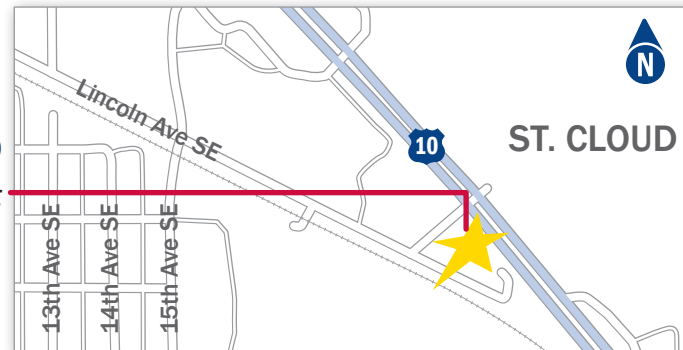 N
Lincoln Ave SE
10
ST. CLOUD
13th Ave SE
14th Ave SE
15th Ave SE